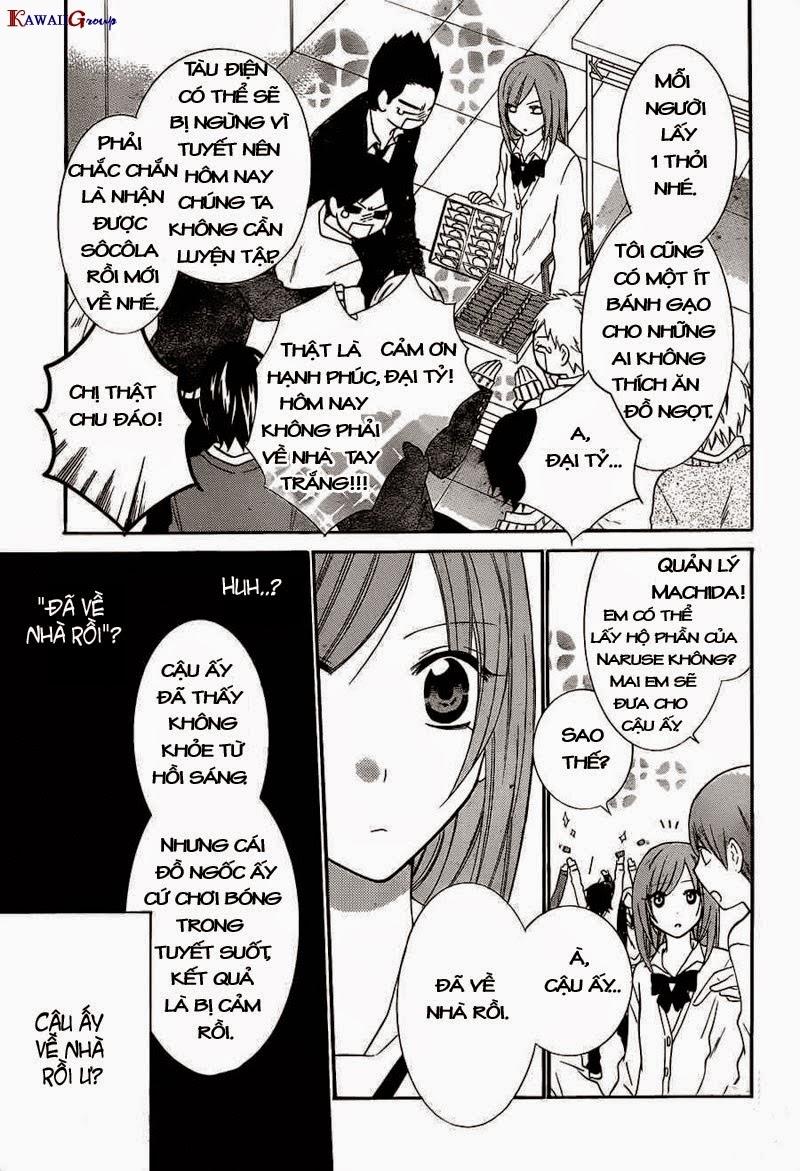 KAWAII Group
MỖI
NGƯỜI
LẤY
1 THỎI
NHÉ.
TÔI CŨNG
CÓ MỘT ÍT
BÁNH GẠO
CHO NHỮNG
AI KHÔNG
THÍCH ĂN
ĐỒ NGỌT.
TÀU ĐIỆN
CÓ THỂ SẼ
BỊ NGỪNG VÌ
TUYẾT NÊN
HÔM NAY
CHÚNG TA
KHÔNG CẦN
LUYỆN TẬP.
PHẢI
CHẮC CHẮN
LÀ NHẬN
ĐƯỢC
SÔCÔLA
RỒI MỚI
VỀ NHÉ.
A,
ĐẠI TỶ...
CẢM ƠN
ĐẠI TỶ!
THẬT LÀ
HẠNH PHÚC,
HÔM NAY
KHÔNG PHẢI
VỀ NHÀ TAY
TRẮNG!!!
CHỊ THẬT
CHU ĐÁO!
QUẢN LÝ
MACHIDA!
EM CÓ THỂ
LẤY HỘ PHẦN CỦA
NARUSE KHÔNG?
MAI EM SẼ
ĐƯA CHO
CẬU ẤY.
SAO
THẾ?
À,
CẬU ẤY...
ĐÃ VỀ
NHÀ RỒI.
HUH..?
"ĐÃ VỀ
NHÀ RỒI"?
CẬU ẤY
ĐÃ THẤY
KHÔNG
KHỎE TỪ
HỒI SÁNG.
NHƯNG CÁI
ĐỒ NGỐC ẤY
CỨ CHƠI BÓNG
TRONG
TUYẾT SUỐT,
KẾT QUẢ
LÀ BỊ CẢM
RỒI.
CẬU ẤY
VỀ NHÀ
RỒI Ư?